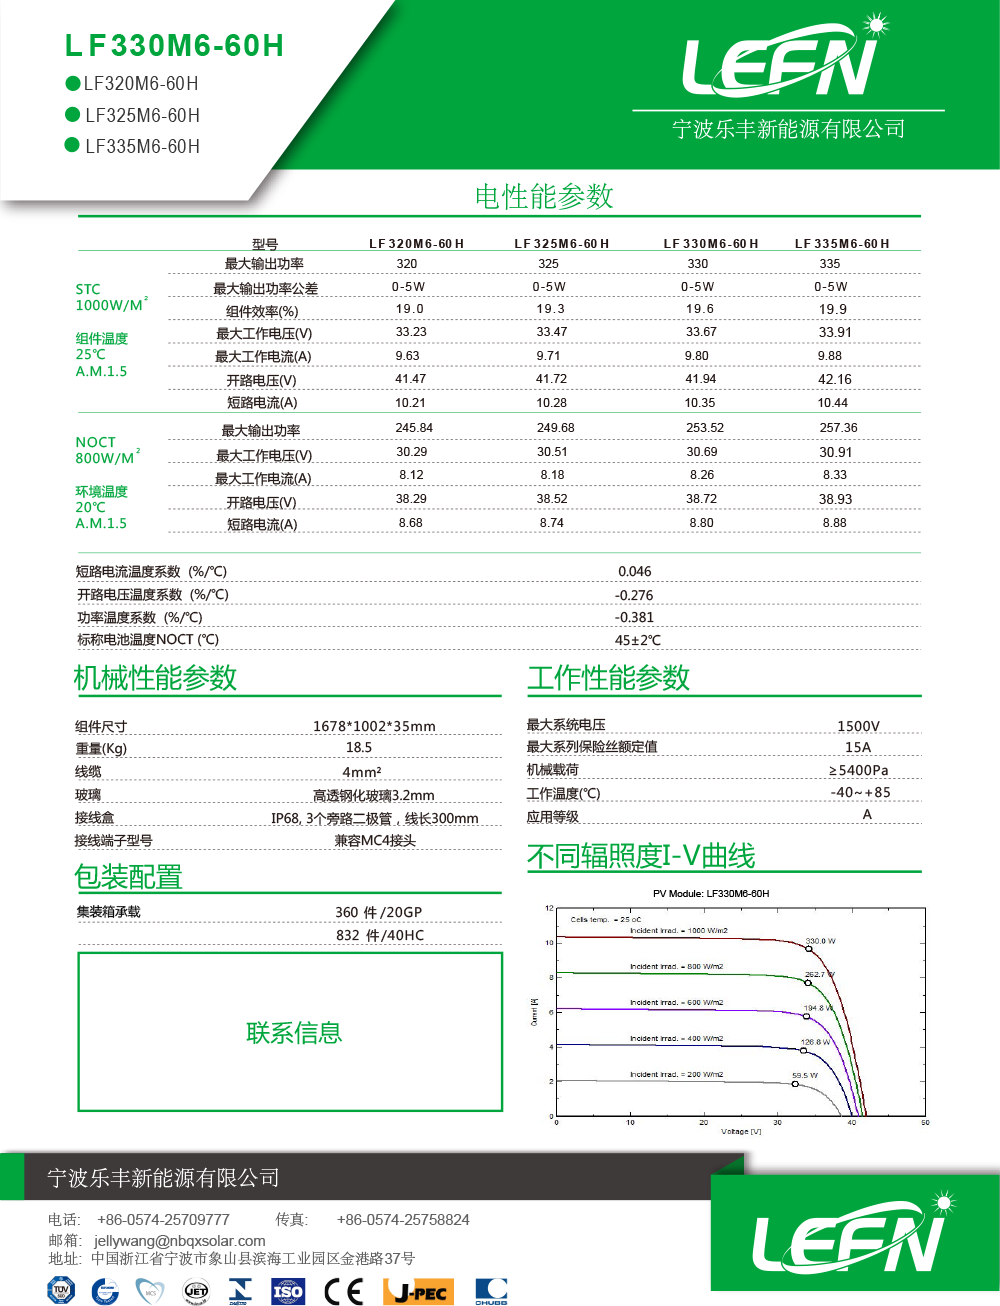 LF330M6-60H
LF320M6-60H
LF325M6-60H
LF335M6-60H
LEFN
宁波乐丰新能源有限公司
电性能参数
型号 LF320M6-60H LF325M6-60H LF330M6-60H LF335M6-60H
STC
1000W/M²
组件温度
25℃
A.M.1.5
最大输出功率 320 325 330 335
最大输出功率公差 0-5W 0-5W 0-5W 0-5W
组件效率(%) 19.0 19.3 19.6 19.9
最大工作电压(V) 33.23 33.47 33.67 33.91
最大工作电流(A) 9.63 9.71 9.80 9.88
开路电压(V) 41.47 41.72 41.94 42.16
短路电流(A) 10.21 10.28 10.35 10.44
NOCT
800W/M²
环境温度
20℃
A.M.1.5
最大输出功率 245.84 249.68 253.52 257.36
最大工作电压(V) 30.29 30.51 30.69 30.91
最大工作电流(A) 8.12 8.18 8.26 8.33
开路电压(V) 38.29 38.52 38.72 38.93
短路电流(A) 8.68 8.74 8.80 8.88
短路电流温度系数 (%/℃) 0.046
开路电压温度系数 (%/℃) -0.276
功率温度系数 (%/℃) -0.381
标称电池温度NOCT (℃) 45±2℃
机械性能参数
组件尺寸 1678*1002*35mm
重量(Kg) 18.5
线缆 4mm²
玻璃 高透钢化玻璃3.2mm
接线盒 IP68, 3个旁路二极管，线长300mm
接线端子型号 兼容MC4接头
包装配置
集装箱承载 360 件 /20GP
832 件/40HC
联系信息
工作性能参数
最大系统电压 1500V
最大系列保险丝额定值 15A
机械载荷 ≥5400Pa
工作温度(℃) -40~+85
应用等级 A
不同辐照度I-V曲线
PV Module: LF330M6-60H
Cells temp. = 25 oC
Incident Irrad. = 1000 W/m2
330.0 W
Incident Irrad. = 800 W/m2
262.7 W
Incident Irrad. = 600 W/m2
194.8 W
Incident Irrad. = 400 W/m2
126.8 W
Incident Irrad. = 200 W/m2
59.5 W
Current [A]
12
10
8
6
4
2
0
0 10 20 30 40 50
Voltage [V]
宁波乐丰新能源有限公司
电话: +86-0574-25709777 传真: +86-0574-25758824
邮箱: jellywang@nbqxsolar.com
地址: 中国浙江省宁波市象山县滨海工业园区金港路37号
TUV MCS JET ISO CE J-PEC CHUBB
LEFN